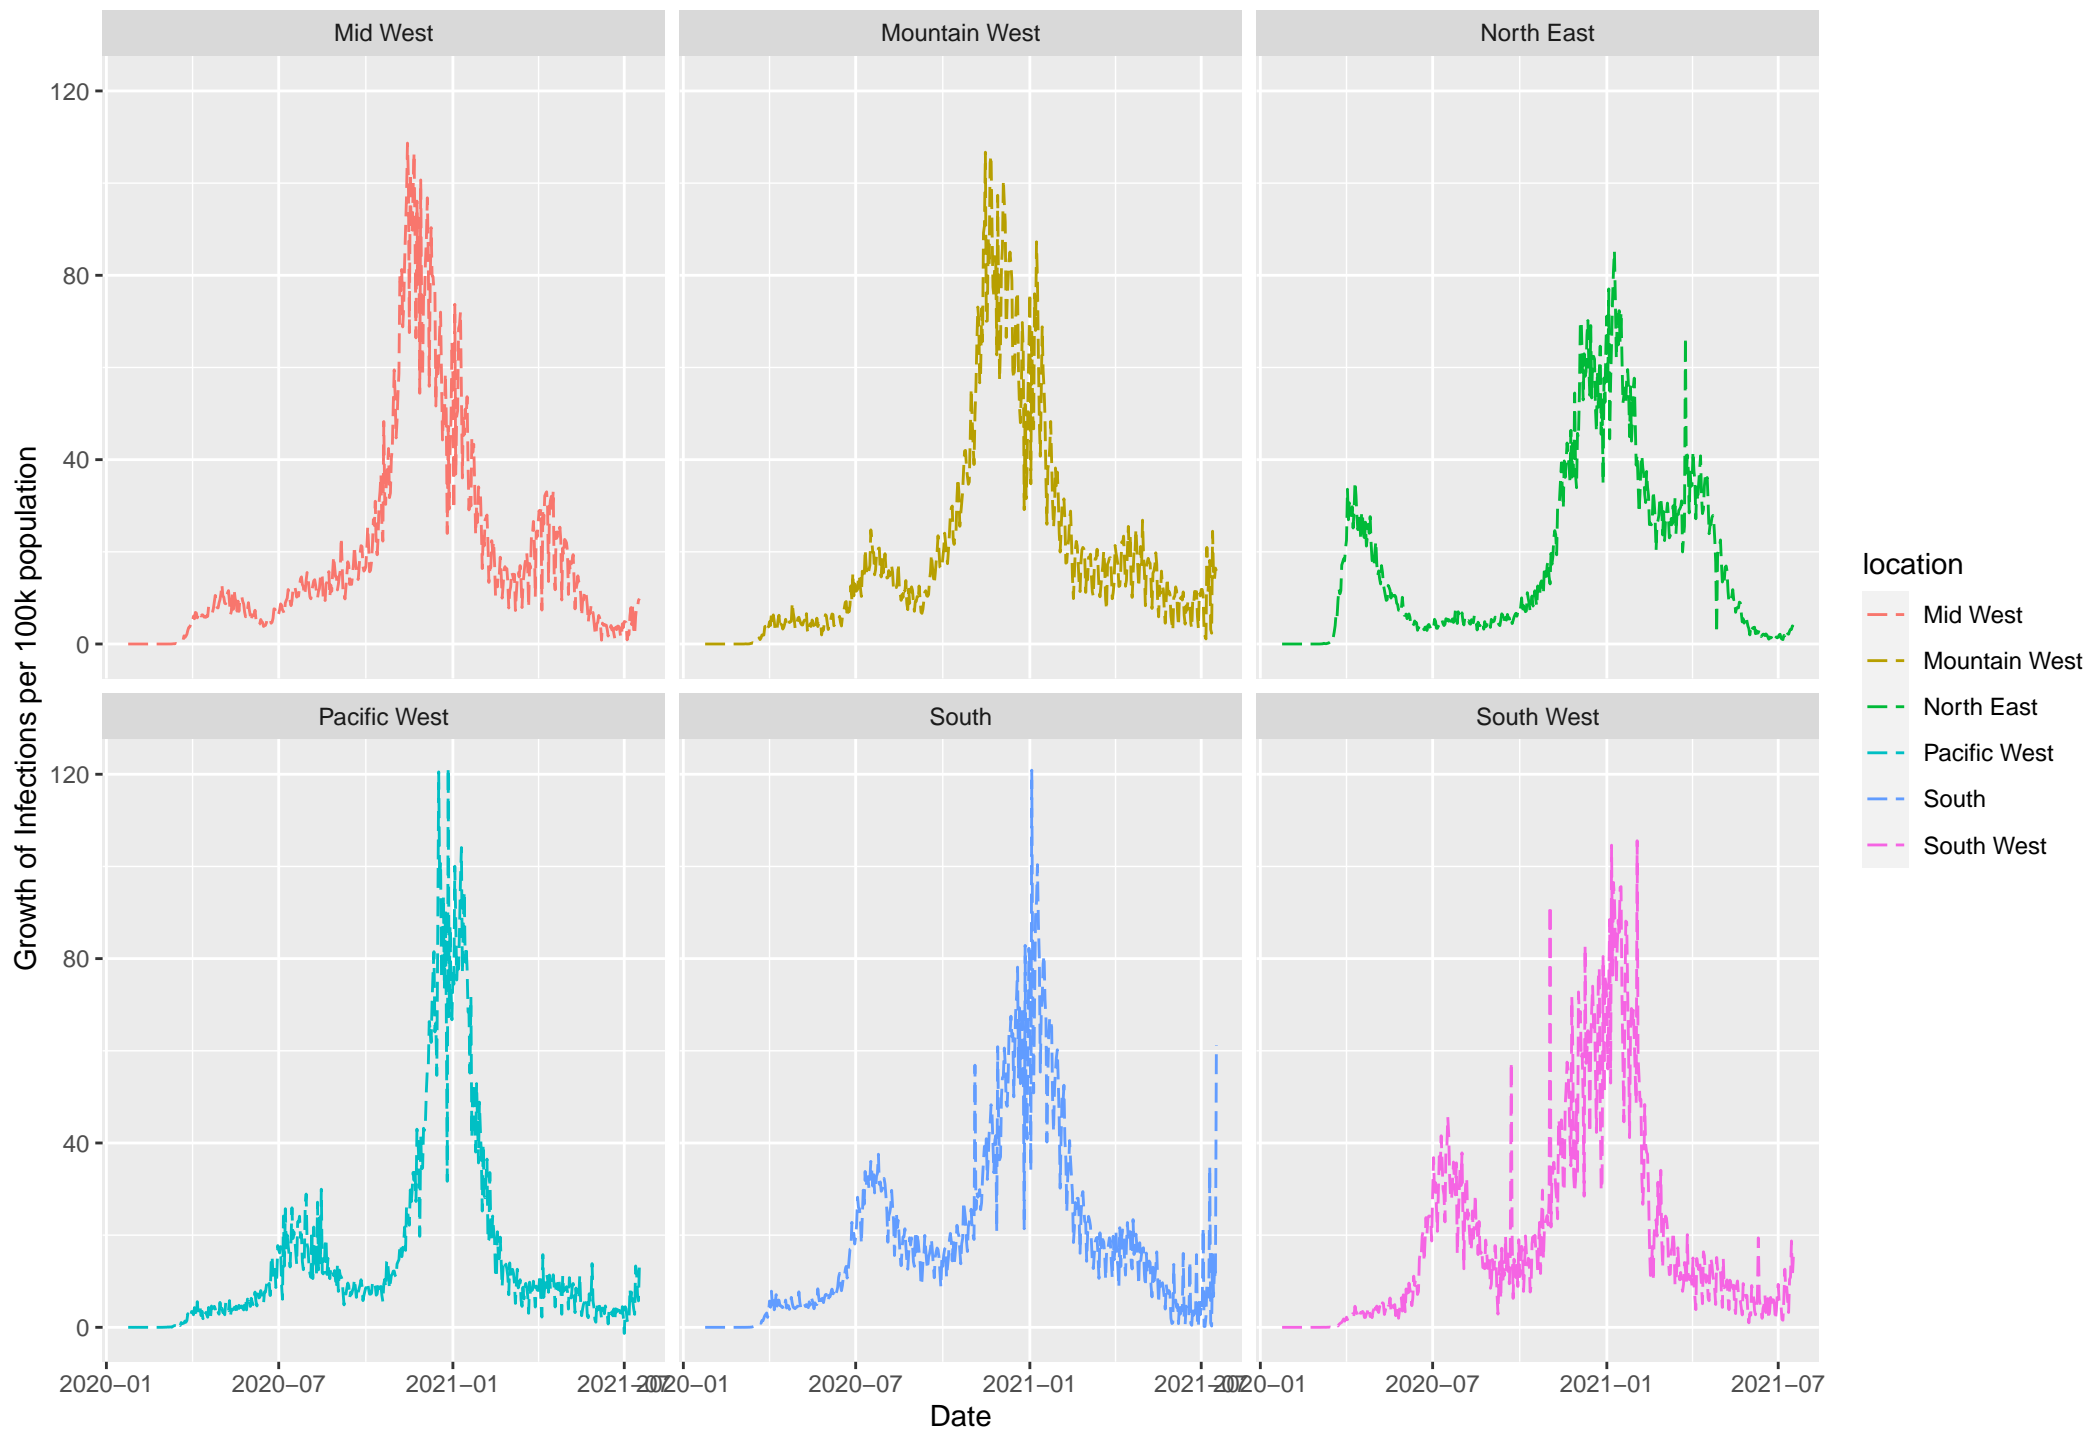 Mid West
Mountain West
North East
120
80
40
0
Growth of Infections per 100k population
Pacific West
South
South West
120
80
40
0
2020–01
2020–07
2021–01
2021–07
2020–01
2020–07
2021–01
2021–07
2020–01
2020–07
2021–01
2021–07
Date
location
Mid West
Mountain West
North East
Pacific West
South
South West